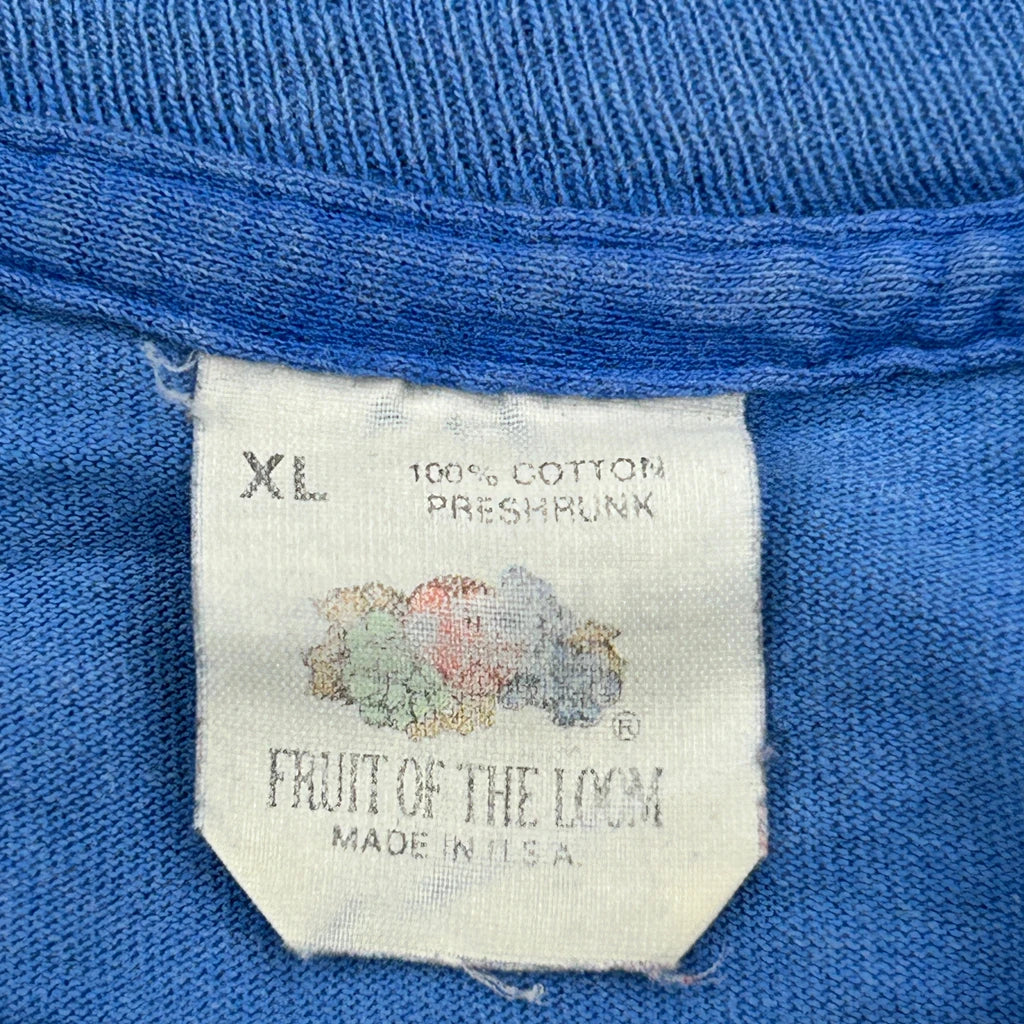 XL
100% COTTON
PRESHRUNK
®
FRUIT OF THE LOOM
MADE IN U.S.A.